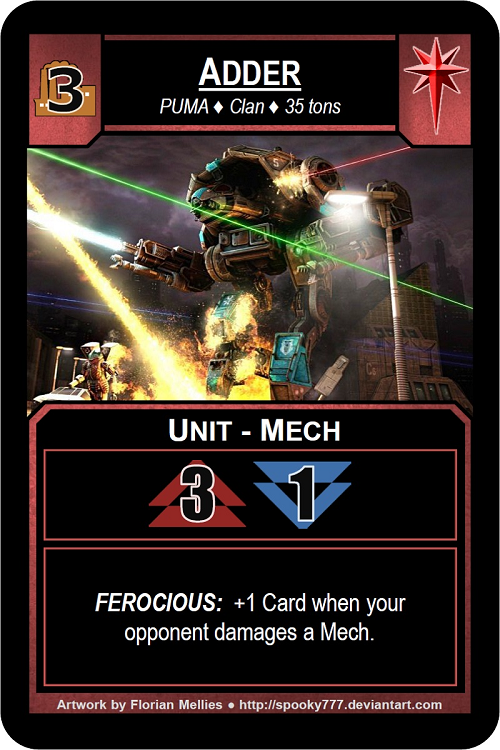 3
ADDER
PUMA ♦ Clan ♦ 35 tons
UNIT - MECH
3 1
FEROCIOUS: +1 Card when your
opponent damages a Mech.
Artwork by Florian Mellies ● http://spooky777.deviantart.com